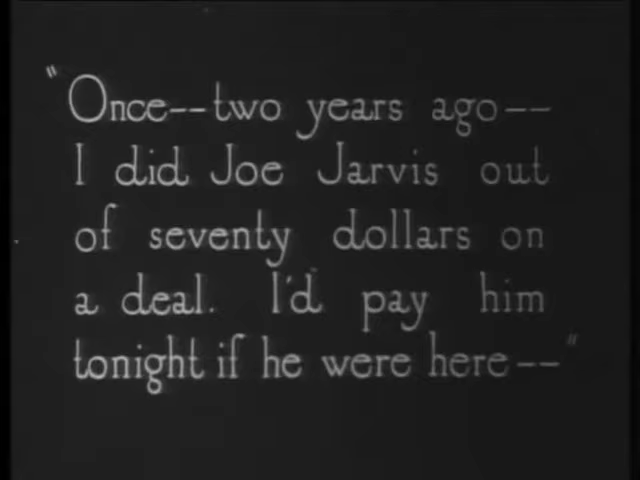 "Once--two years ago--
I did Joe Jarvis out
of seventy dollars on
a deal. I'd pay him
tonight if he were here--"